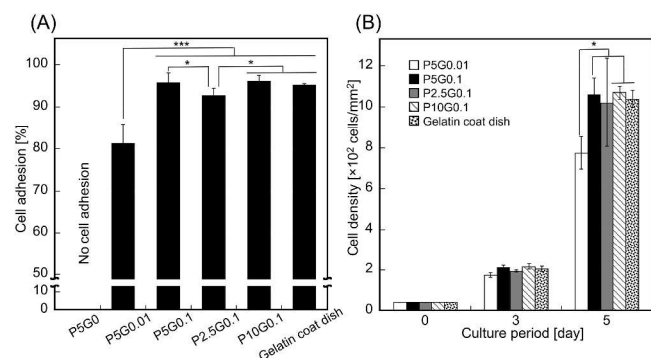 (A)
***
*
*
Cell adhesion [%]
100
90
80
70
60
50
10
0
No cell adhesion
P5G0
P5G0.01
P5G0.1
P2.5G0.1
P10G0.1
Gelatin coat dish
(B)
*
P5G0.01
P5G0.1
P2.5G0.1
P10G0.1
Gelatin coat dish
Cell density [×10² cells/mm²]
12
10
8
6
4
2
0
0
3
5
Culture period [day]